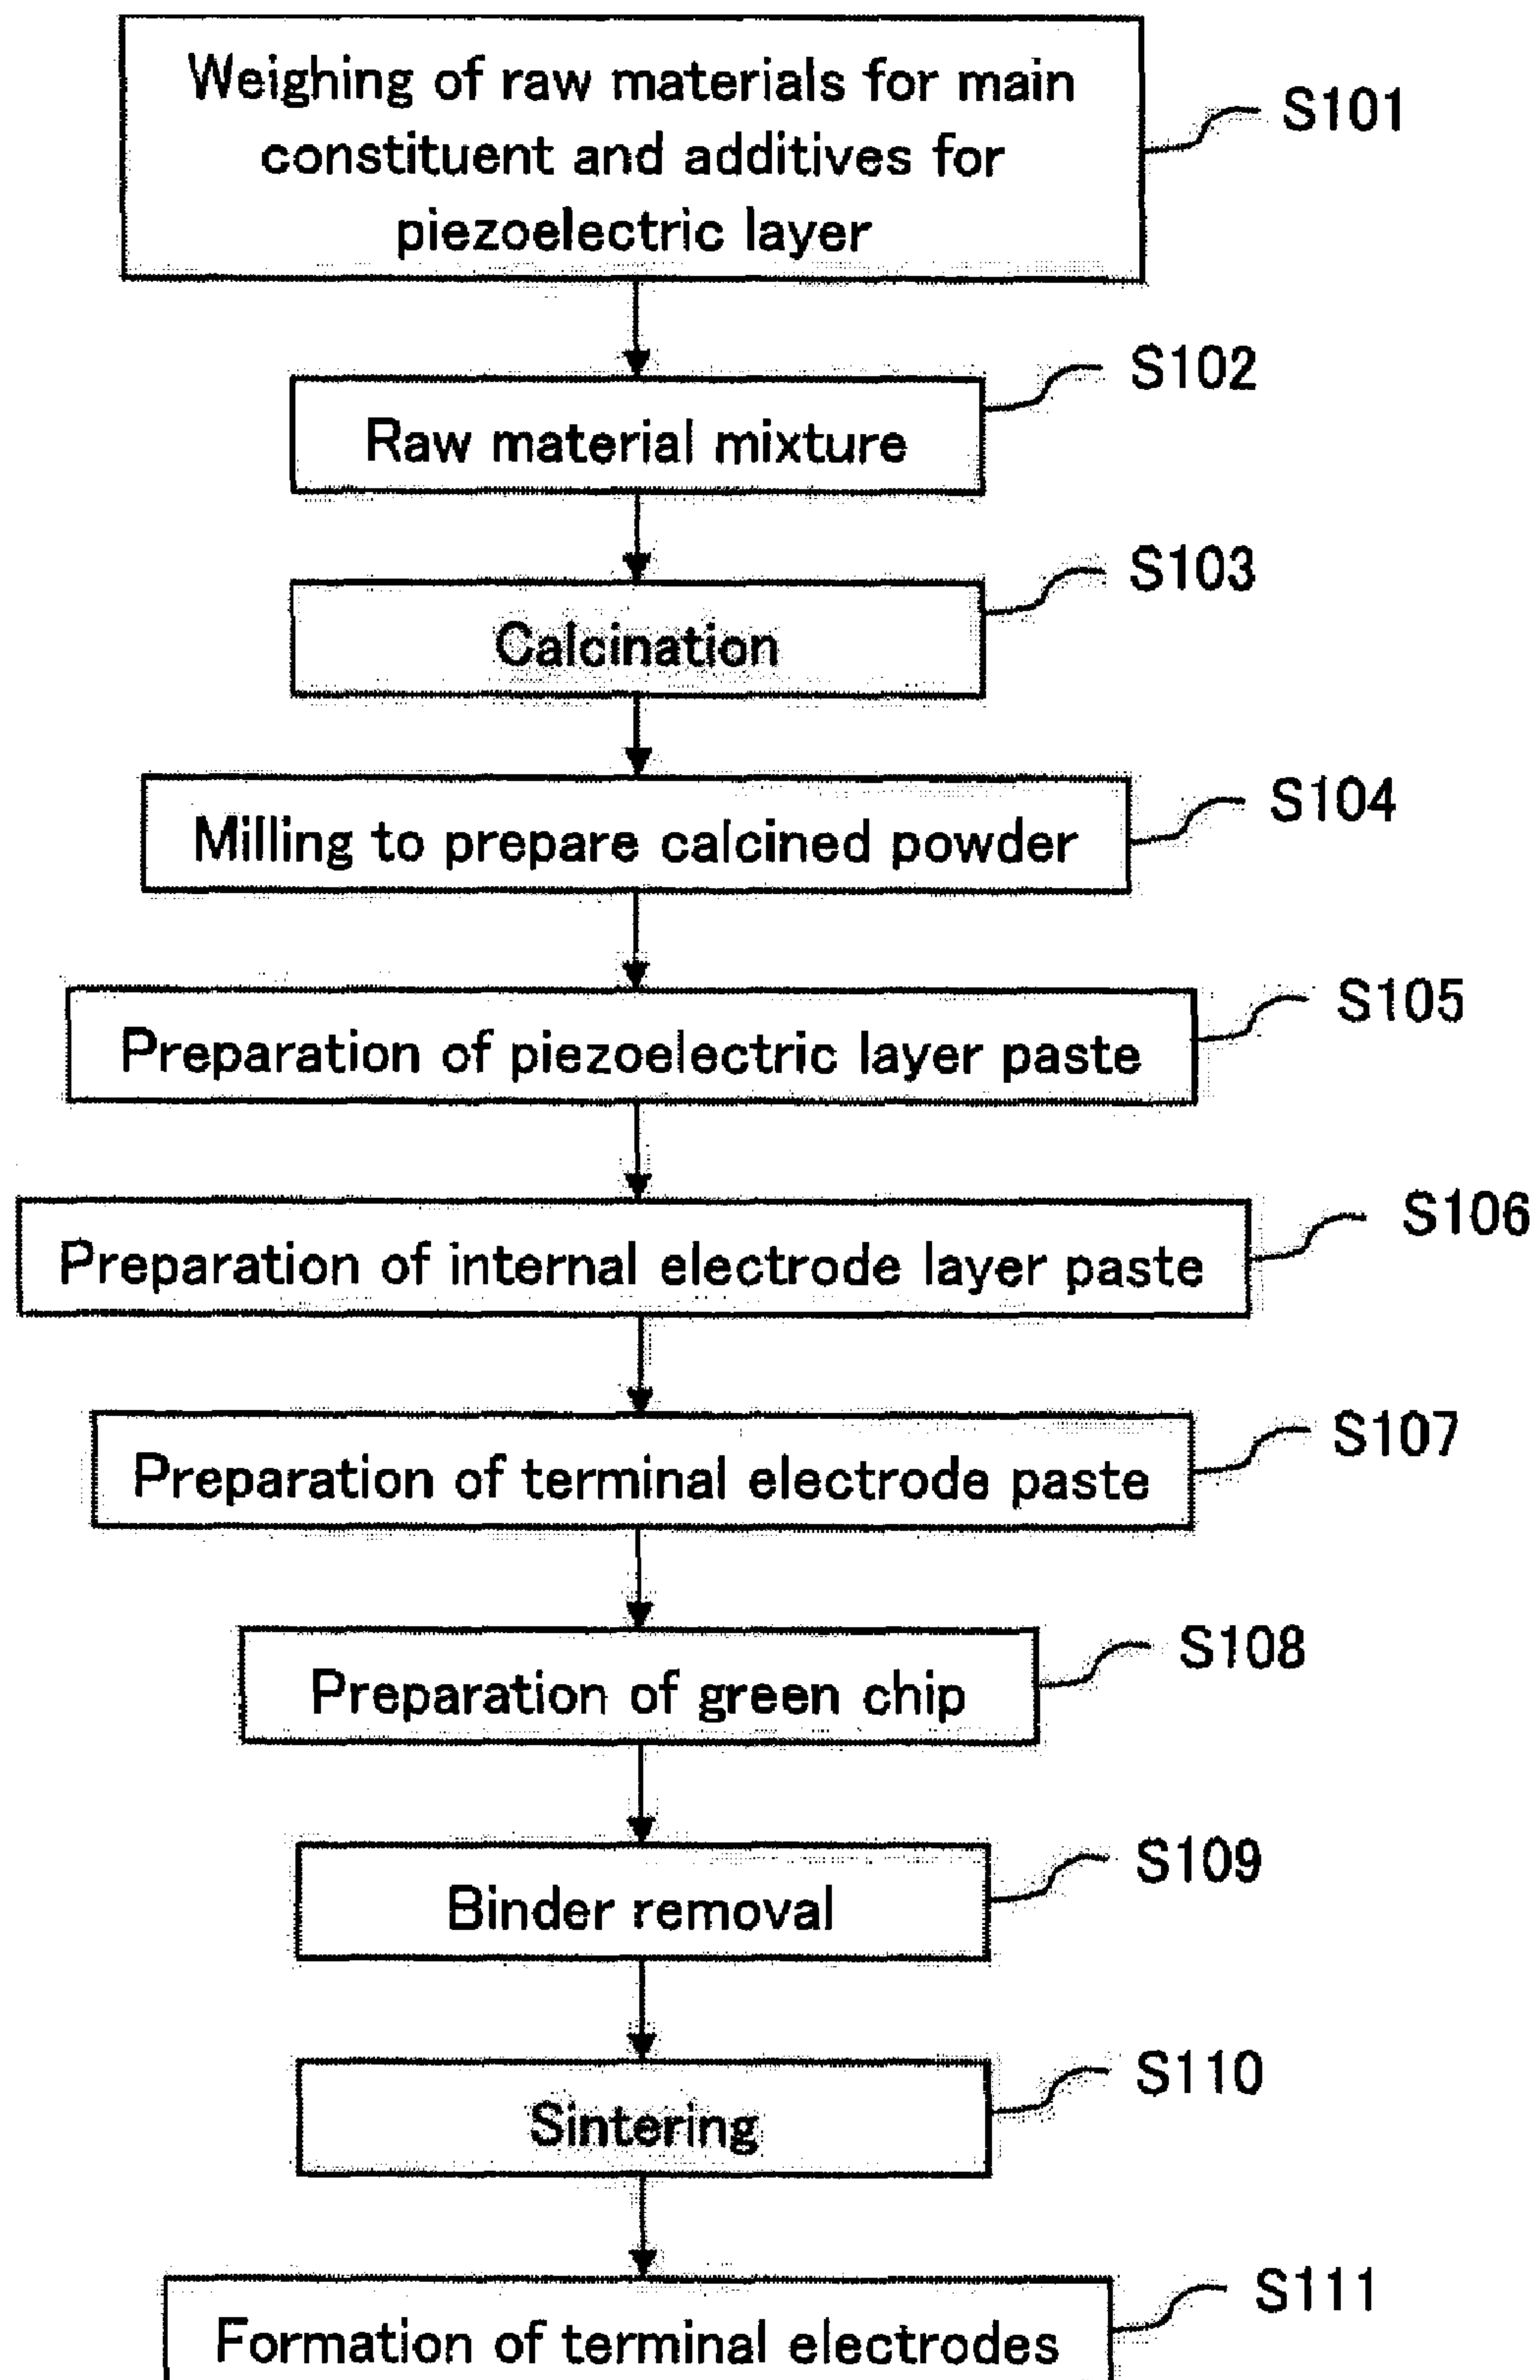 Weighing of raw materials for main
constituent and additives for
piezoelectric layer
S101
Raw material mixture
S102
Calcination
S103
Milling to prepare calcined powder
S104
Preparation of piezoelectric layer paste
S105
Preparation of internal electrode layer paste
S106
Preparation of terminal electrode paste
S107
Preparation of green chip
S108
Binder removal
S109
Sintering
S110
Formation of terminal electrodes
S111